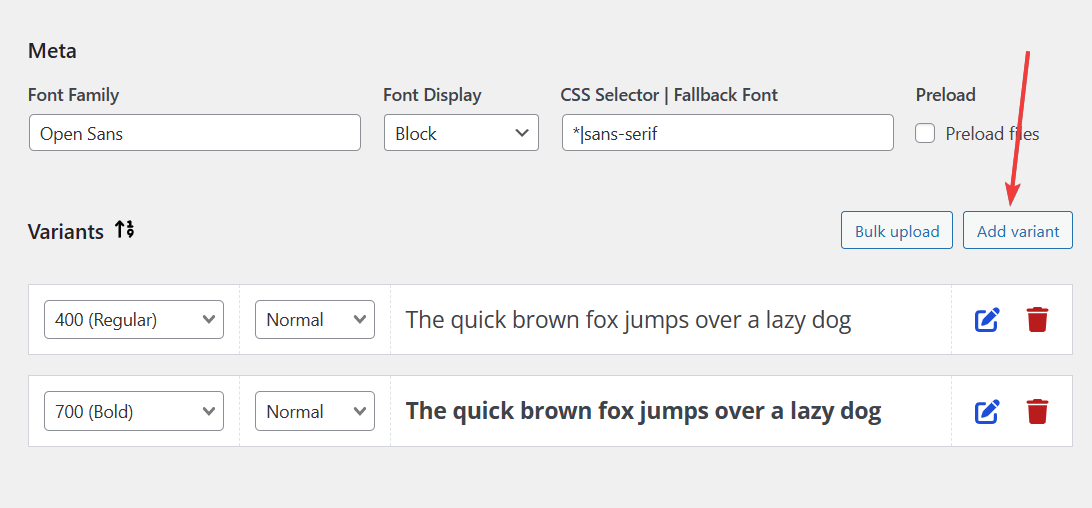 Meta
Font Family Font Display CSS Selector | Fallback Font Preload
Open Sans Block *|sans-serif Preload files
Variants Bulk upload Add variant
400 (Regular) Normal The quick brown fox jumps over a lazy dog
700 (Bold) Normal The quick brown fox jumps over a lazy dog